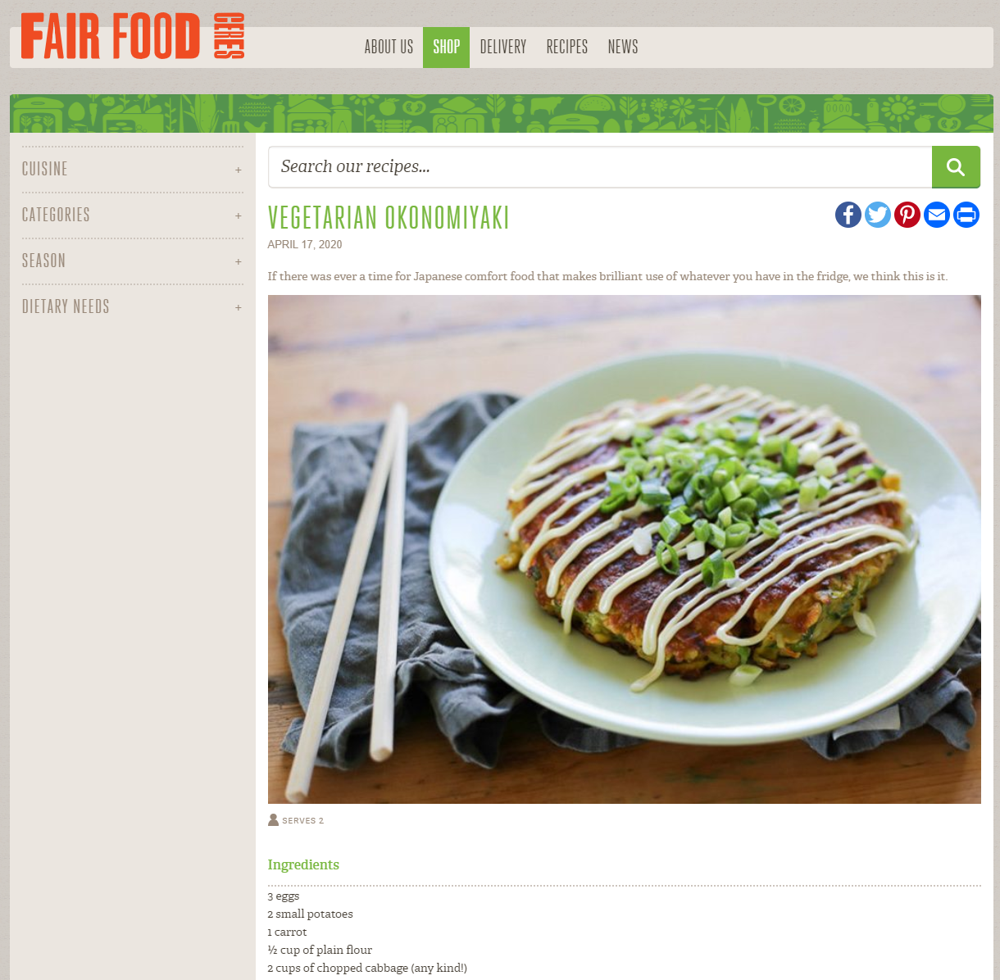 FAIR FOOD CERES
ABOUT US SHOP DELIVERY RECIPES NEWS
CUISINE +
CATEGORIES +
SEASON +
DIETARY NEEDS +
Search our recipes...
VEGETARIAN OKONOMIYAKI
APRIL 17, 2020
If there was ever a time for Japanese comfort food that makes brilliant use of whatever you have in the fridge, we think this is it.
SERVES 2
Ingredients
3 eggs
2 small potatoes
1 carrot
½ cup of plain flour
2 cups of chopped cabbage (any kind!)